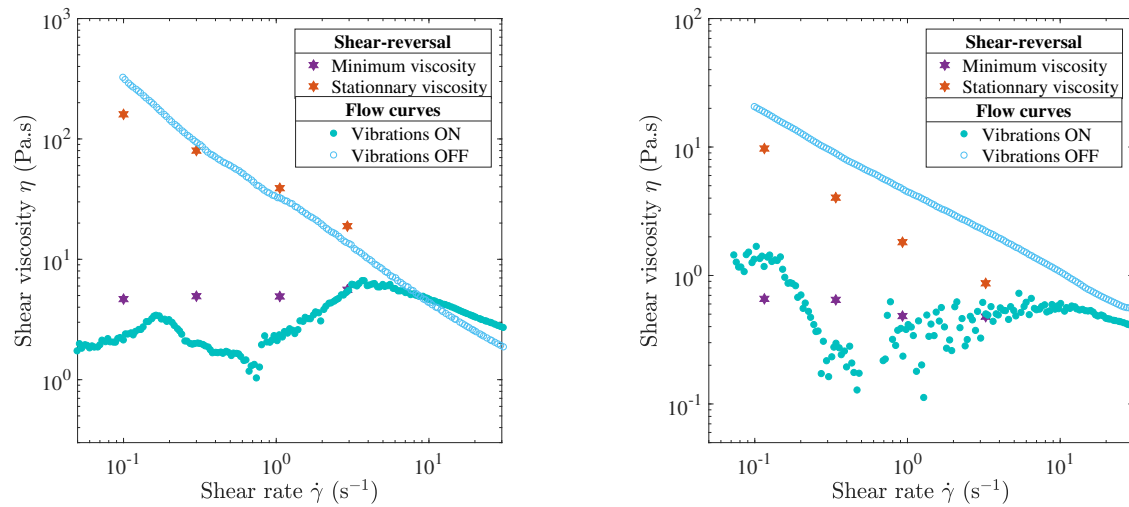 10^3
10^2
10^1
10^0
Shear viscosity η (Pa.s)
10^-1
10^0
10^1
Shear rate γ̇ (s^−1)
Shear-reversal
Minimum viscosity
Stationnary viscosity
Flow curves
Vibrations ON
Vibrations OFF
10^2
10^1
10^0
10^-1
Shear viscosity η (Pa.s)
10^-1
10^0
10^1
Shear rate γ̇ (s^−1)
Shear-reversal
Minimum viscosity
Stationnary viscosity
Flow curves
Vibrations ON
Vibrations OFF